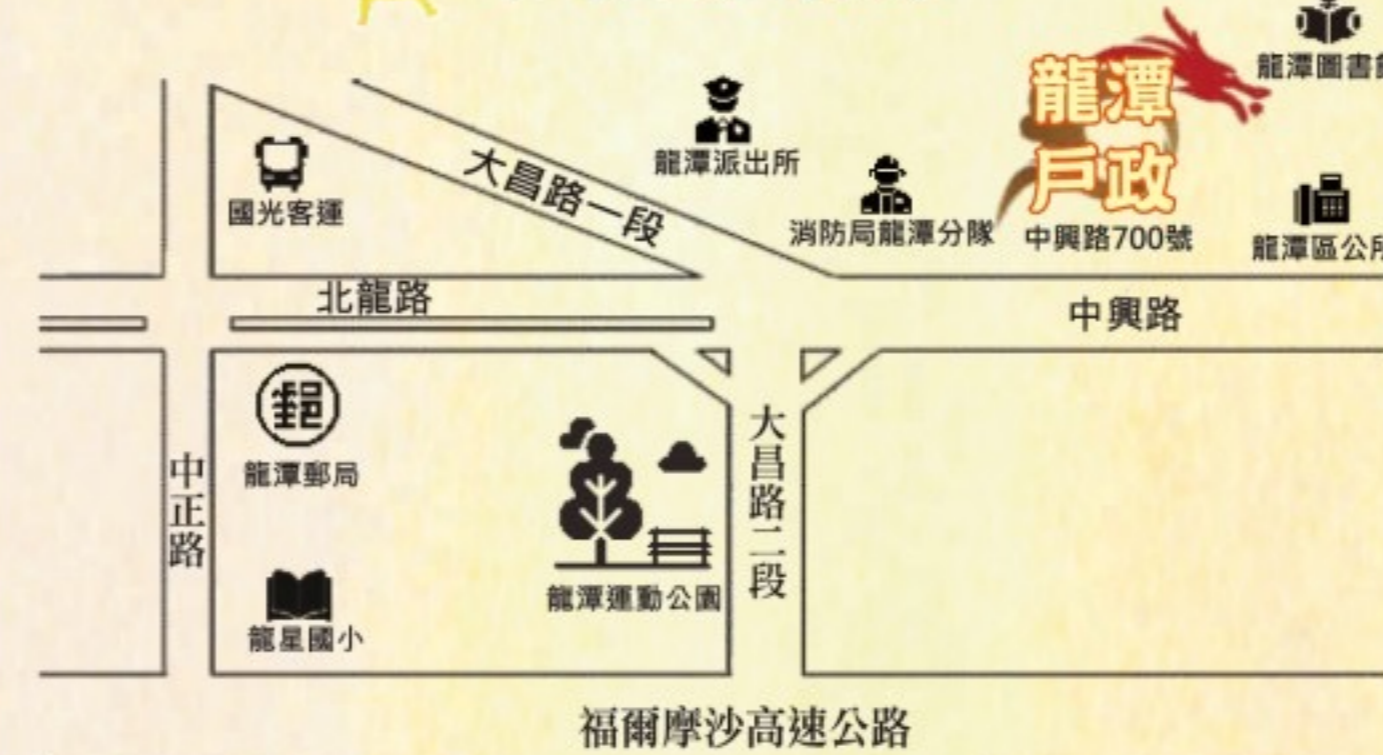 龍潭圖書
龍潭
戶政
中興路700號
龍潭派出所
大昌路一段
國光客運
消防局龍潭分隊
龍潭區公所
北龍路
中興路
郵
龍潭郵局
中正路
大昌路二段
龍潭運動公園
龍星國小
福爾摩沙高速公路